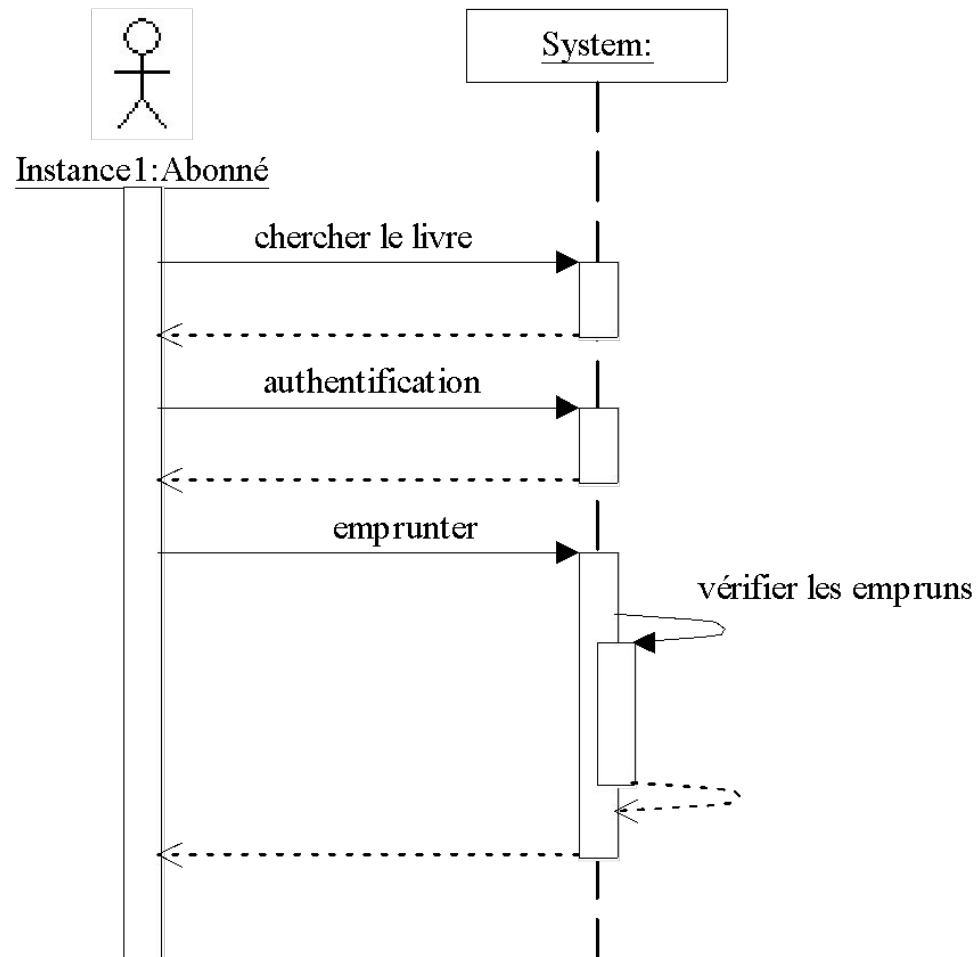 System:
Instance1:Abonné
chercher le livre
authentification
emprunter
vérifier les empruns